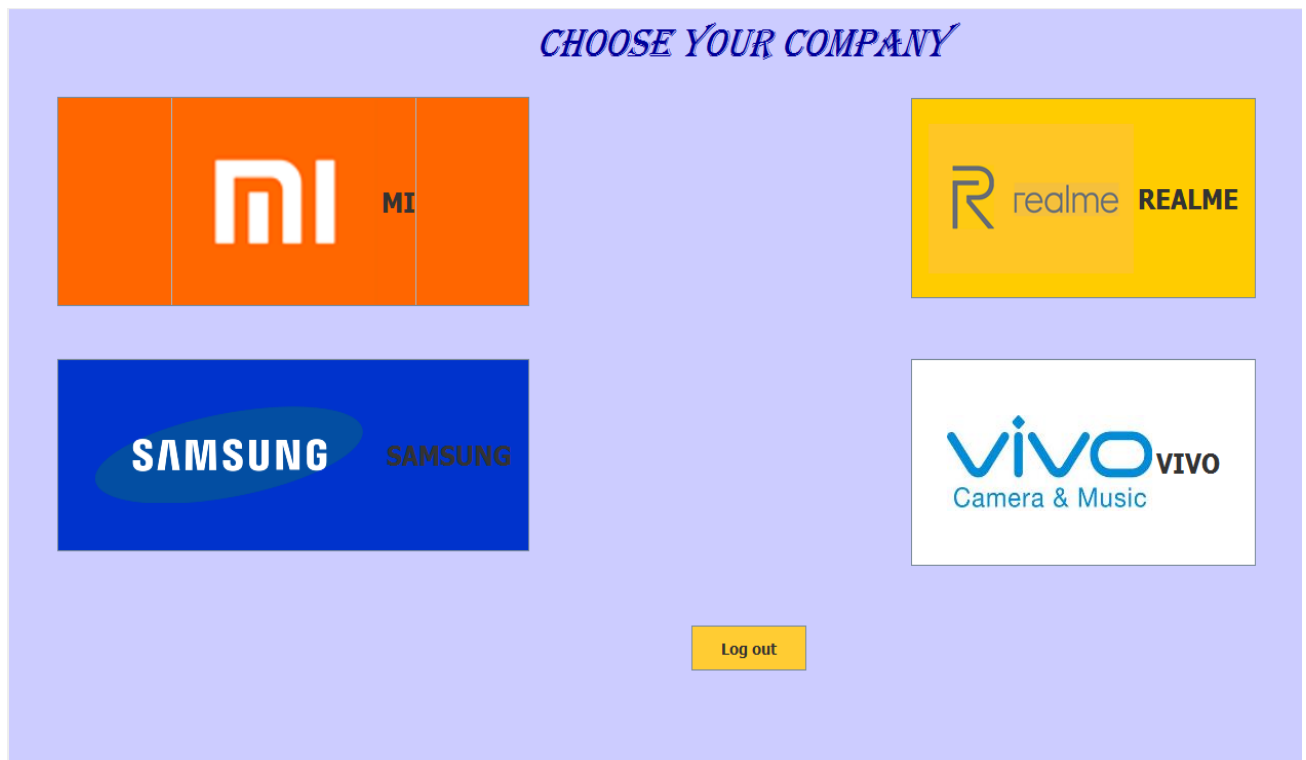 CHOOSE YOUR COMPANY
mi MI
R realme REALME
SAMSUNG SAMSUNG
vivo VIVO
Camera & Music
Log out